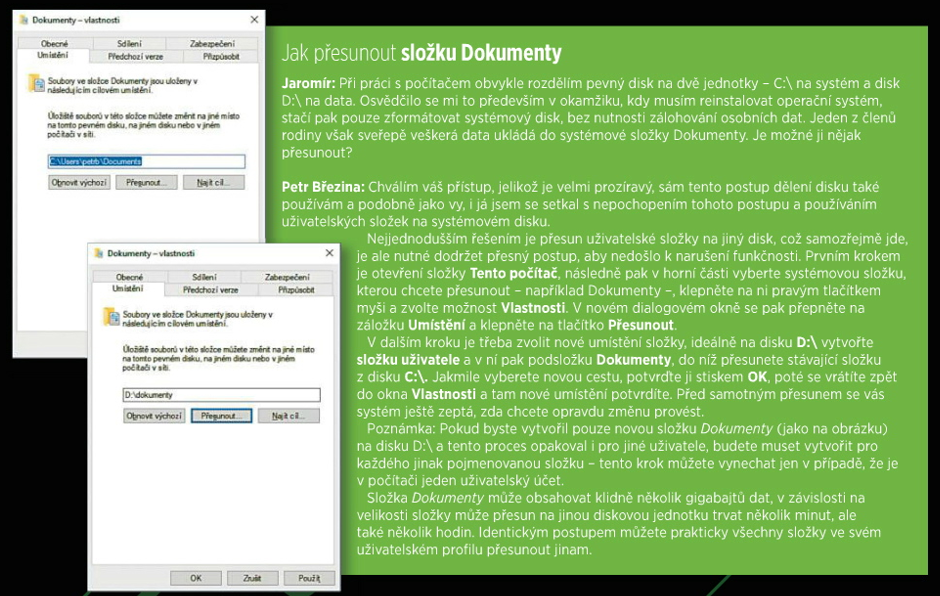 Dokumenty – vlastnosti
Obecné Sdílení Zabezpečení
Umístění Předchozí verze Přizpůsobit
Soubory ve složce Dokumenty jsou uloženy v
následujícím cílovém umístění.
Úložiště souborů v této složce můžete změnit na jiné místo
na tomto pevném disku, na jiném disku nebo v jiném
počítači v síti.
C:\Users\petrb\Documents
Obnovit výchozí Přesunout... Najít cíl...
Dokumenty – vlastnosti
Obecné Sdílení Zabezpečení
Umístění Předchozí verze Přizpůsobit
Soubory ve složce Dokumenty jsou uloženy v
následujícím cílovém umístění.
Úložiště souborů v této složce můžete změnit na jiné místo
na tomto pevném disku, na jiném disku nebo v jiném
počítači v síti.
D:\dokumenty
Obnovit výchozí Přesunout... Najít cíl...
OK Zrušit Použít
Jak přesunout složku Dokumenty
Jaromír: Při práci s počítačem obvykle rozdělím pevný disk na dvě jednotky – C:\ na systém a disk
D:\ na data. Osvědčilo se mi to především v okamžiku, kdy musím reinstalovat operační systém,
stačí pak pouze zformátovat systémový disk, bez nutnosti zálohování osobních dat. Jeden z členů
rodiny však sveřepě veškerá data ukládá do systémové složky Dokumenty. Je možné ji nějak
přesunout?
Petr Březina: Chválím váš přístup, jelikož je velmi prozíravý, sám tento postup dělení disku také
používám a podobně jako vy, i já jsem se setkal s nepochopením tohoto postupu a používáním
uživatelských složek na systémovém disku.
Nejjednodušším řešením je přesun uživatelské složky na jiný disk, což samozřejmě jde,
je ale nutné dodržet přesný postup, aby nedošlo k narušení funkčnosti. Prvním krokem
je otevření složky Tento počítač, následně pak v horní části vyberte systémovou složku,
kterou chcete přesunout – například Dokumenty –, klepněte na ni pravým tlačítkem
myši a zvolte možnost Vlastnosti. V novém dialogovém okně se pak přepněte na
záložku Umístění a klepněte na tlačítko Přesunout.
V dalším kroku je třeba zvolit nové umístění složky, ideálně na disku D:\ vytvořte
složku uživatele a v ní pak podsložku Dokumenty, do níž přesunete stávající složku
z disku C:\. Jakmile vyberete novou cestu, potvrďte ji stiskem OK, poté se vrátíte zpět
do okna Vlastnosti a tam nové umístění potvrdíte. Před samotným přesunem se vás
systém ještě zeptá, zda chcete opravdu změnu provést.
Poznámka: Pokud byste vytvořil pouze novou složku Dokumenty (jako na obrázku)
na disku D:\ a tento proces opakoval i pro jiné uživatele, budete muset vytvořit pro
každého jinak pojmenovanou složku – tento krok můžete vynechat jen v případě, že je
v počítači jeden uživatelský účet.
Složka Dokumenty může obsahovat klidně několik gigabajtů dat, v závislosti na
velikosti složky může přesun na jinou diskovou jednotku trvat několik minut, ale
také několik hodin. Identickým postupem můžete prakticky všechny složky ve svém
uživatelském profilu přesunout jinam.